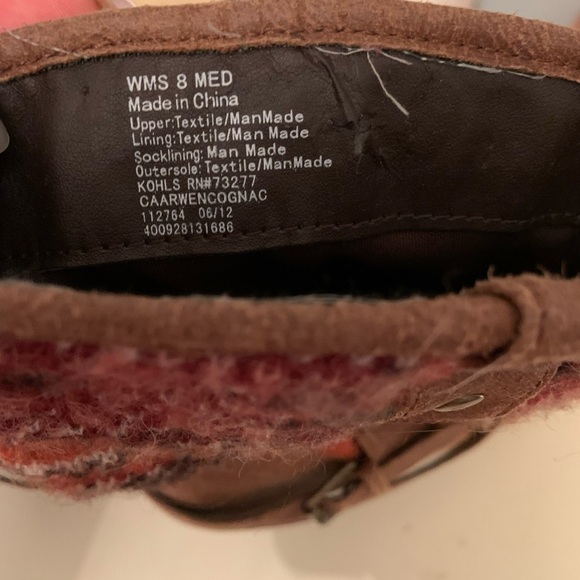 WMS 8 MED
Made in China
Upper:Textile/ManMade
Lining:Textile/Man Made
Socklining: Man Made
Outersole: Textile/ManMade
KOHLS RN#73277
CAARWENCOGNAC
112764 06/12
400928131686